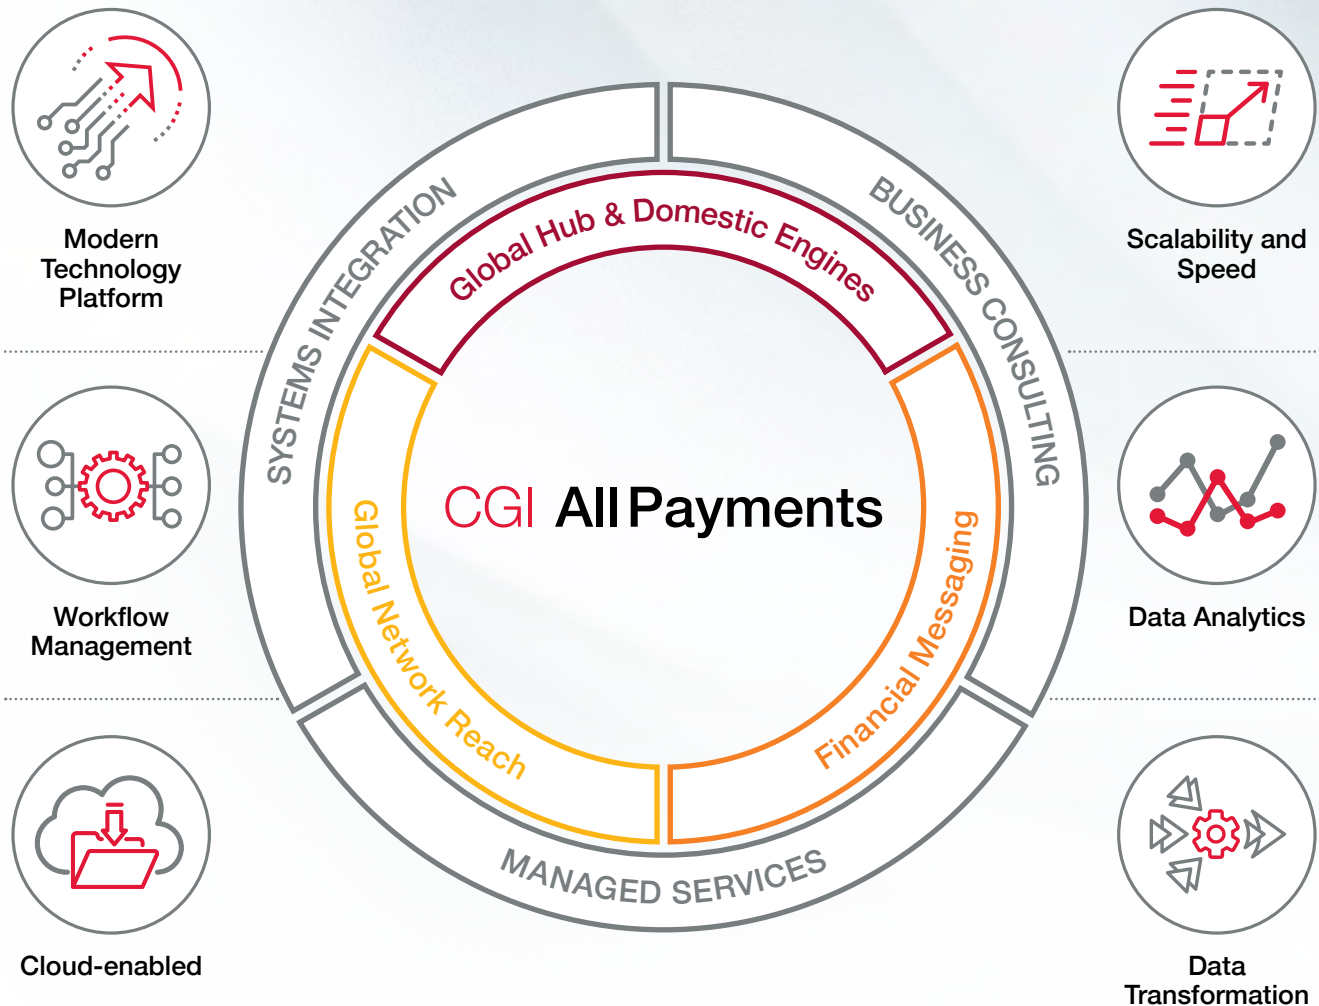 Modern
Technology
Platform
Workflow
Management
Cloud-enabled
SYSTEMS INTEGRATION
BUSINESS CONSULTING
MANAGED SERVICES
Global Hub & Domestic Engines
Global Network Reach
Financial Messaging
CGI All Payments
Scalability and
Speed
Data Analytics
Data
Transformation